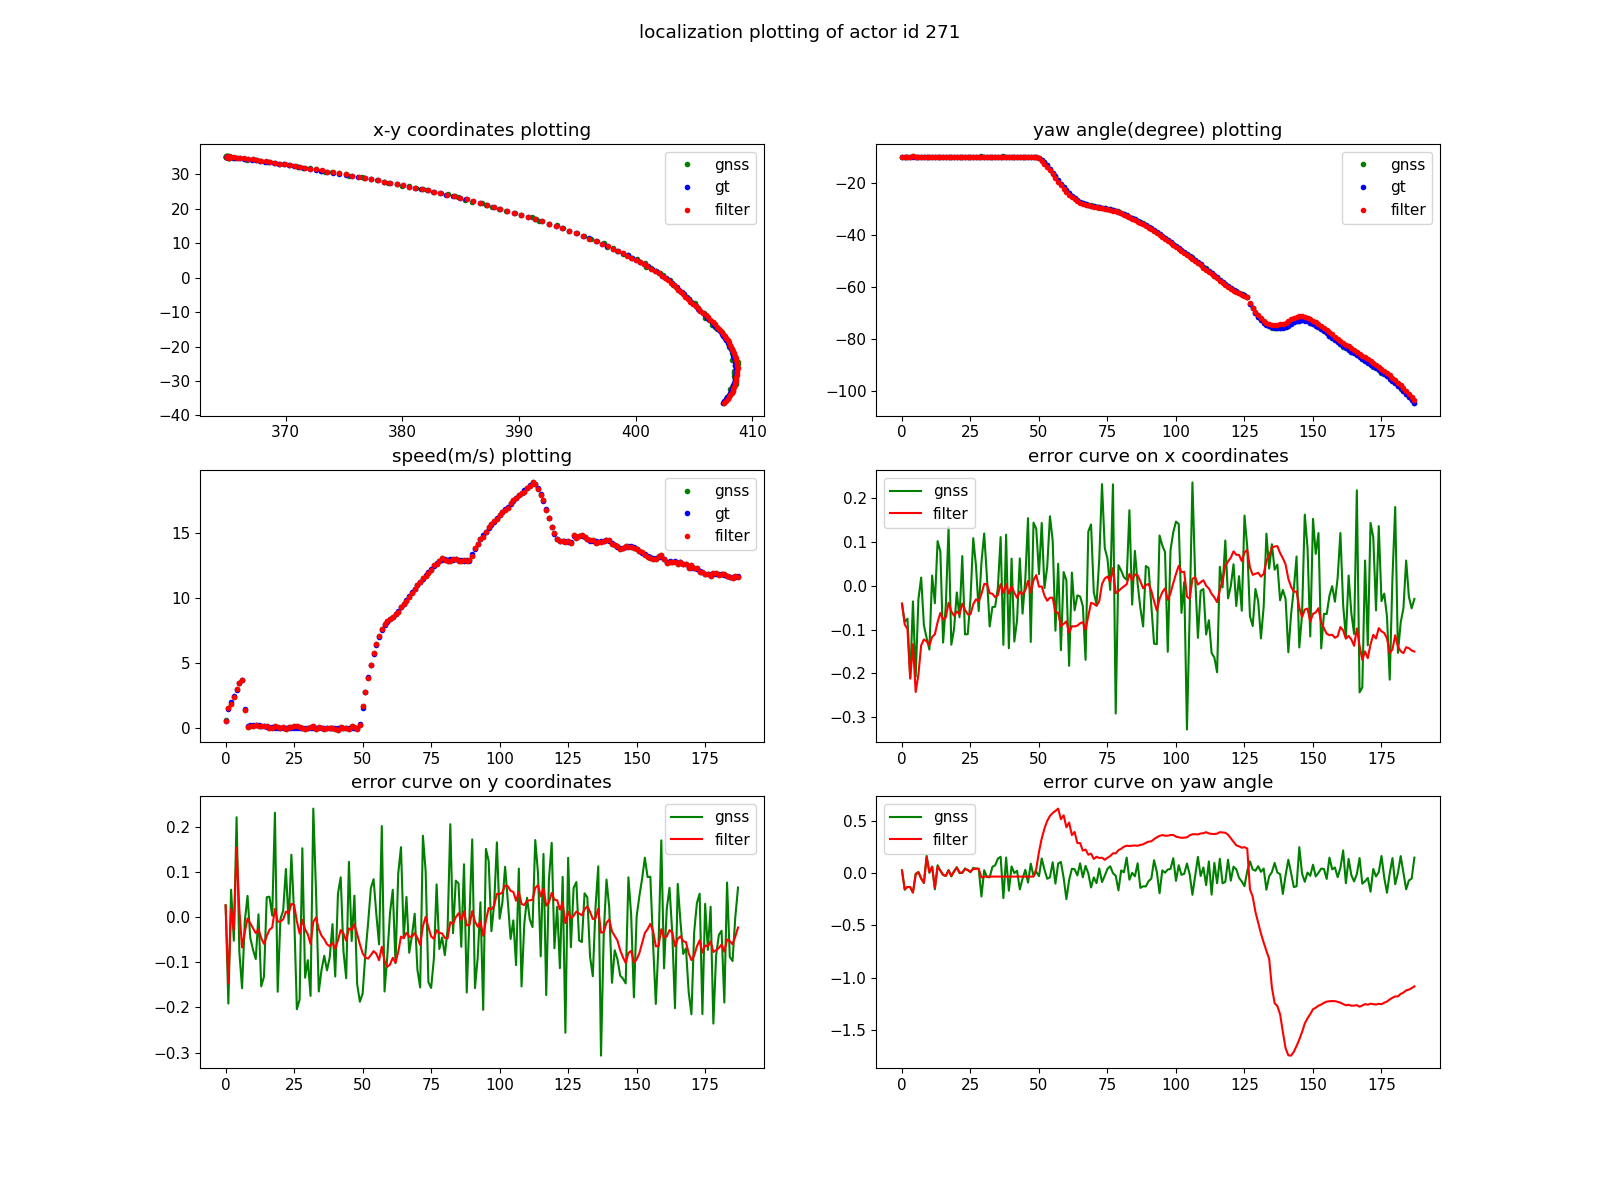 localization plotting of actor id 271
x-y coordinates plotting
30
20
10
0
−10
−20
−30
−40
370 380 390 400 410
gnss
gt
filter
yaw angle(degree) plotting
−20
−40
−60
−80
−100
0 25 50 75 100 125 150 175
gnss
gt
filter
speed(m/s) plotting
15
10
5
0
0 25 50 75 100 125 150 175
gnss
gt
filter
error curve on x coordinates
0.2
0.1
0.0
−0.1
−0.2
−0.3
0 25 50 75 100 125 150 175
gnss
filter
error curve on y coordinates
0.2
0.1
0.0
−0.1
−0.2
−0.3
0 25 50 75 100 125 150 175
gnss
filter
error curve on yaw angle
0.5
0.0
−0.5
−1.0
−1.5
0 25 50 75 100 125 150 175
gnss
filter